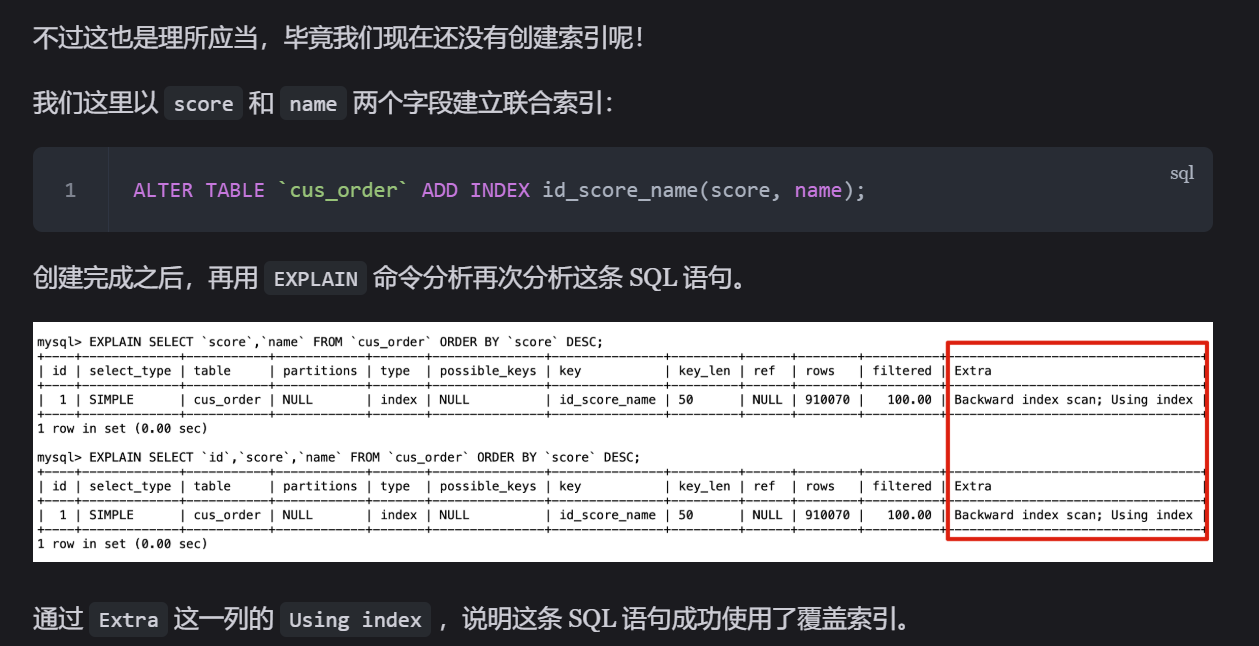 不过这也是理所应当，毕竟我们现在还没有创建索引呢！
我们这里以 score 和 name 两个字段建立联合索引：
sql
1 ALTER TABLE `cus_order` ADD INDEX id_score_name(score, name);
创建完成之后，再用 EXPLAIN 命令分析再次分析这条 SQL 语句。
mysql> EXPLAIN SELECT `score`,`name` FROM `cus_order` ORDER BY `score` DESC;
+----+-------------+-----------+------------+-------+---------------+---------------+---------+------+--------+----------+----------------------------------+
| id | select_type | table | partitions | type | possible_keys | key | key_len | ref | rows | filtered | Extra |
+----+-------------+-----------+------------+-------+---------------+---------------+---------+------+--------+----------+----------------------------------+
| 1 | SIMPLE | cus_order | NULL | index | NULL | id_score_name | 50 | NULL | 910070 | 100.00 | Backward index scan; Using index |
+----+-------------+-----------+------------+-------+---------------+---------------+---------+------+--------+----------+----------------------------------+
1 row in set (0.00 sec)
mysql> EXPLAIN SELECT `id`,`score`,`name` FROM `cus_order` ORDER BY `score` DESC;
+----+-------------+-----------+------------+-------+---------------+---------------+---------+------+--------+----------+----------------------------------+
| id | select_type | table | partitions | type | possible_keys | key | key_len | ref | rows | filtered | Extra |
+----+-------------+-----------+------------+-------+---------------+---------------+---------+------+--------+----------+----------------------------------+
| 1 | SIMPLE | cus_order | NULL | index | NULL | id_score_name | 50 | NULL | 910070 | 100.00 | Backward index scan; Using index |
+----+-------------+-----------+------------+-------+---------------+---------------+---------+------+--------+----------+----------------------------------+
1 row in set (0.00 sec)
通过 Extra 这一列的 Using index ，说明这条 SQL 语句成功使用了覆盖索引。